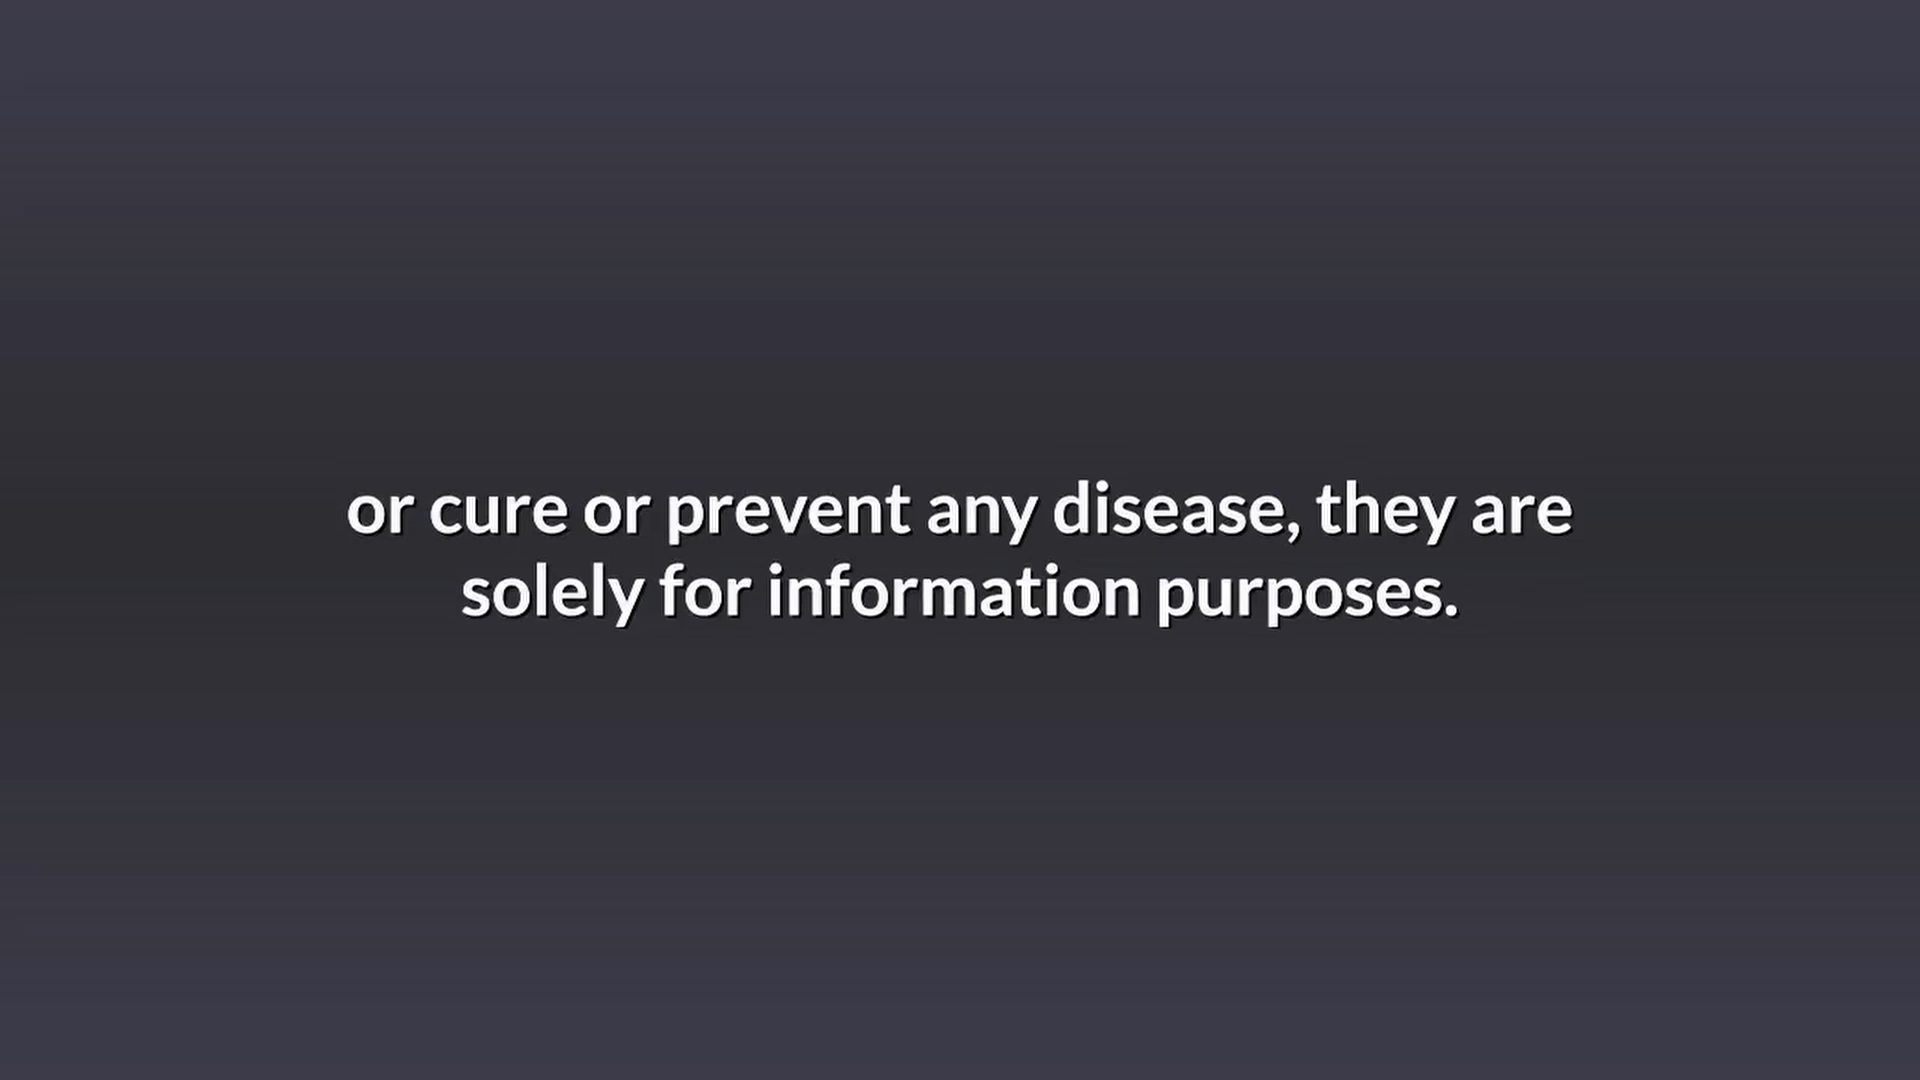 or cure or prevent any disease, they are
solely for information purposes.